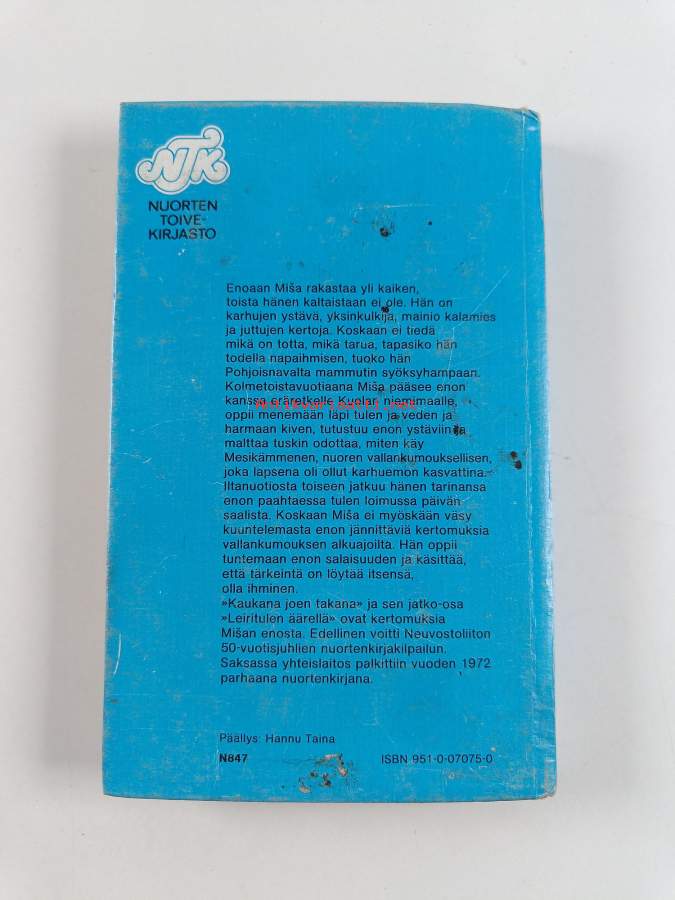 NTK
NUORTEN
TOIVE-
KIRJASTO
Enoaan Miša rakastaa yli kaiken,
toista hänen kaltaistaan ei ole. Hän on
karhujen ystävä, yksinkulkija, mainio kalamies
ja juttujen kertoja. Koskaan ei tiedä
mikä on totta, mikä tarua, tapasiko hän
todella napaihmisen, tuoko hän
Pohjoisnavalta mammutin syöksyhampaan.
Kolmetoistavuotiaana Miša pääsee enon
kanssa eräretkelle Kuolan niemimaalle,
oppii menemään läpi tulen ja veden ja
harmaan kiven, tutustuu enon ystäviin ja
malttaa tuskin odottaa, miten käy
Mesikämmenen, nuoren vallankumouksellisen,
joka lapsena oli ollut karhuemon kasvattina.
Iltanuotiosta toiseen jatkuu hänen tarinansa
enon paahtaessa tulen loimussa päivän
saalista. Koskaan Miša ei myöskään väsy
kuuntelemasta enon jännittäviä kertomuksia
vallankumouksen alkuajoilta. Hän oppii
tuntemaan enon salaisuuden ja käsittää,
että tärkeintä on löytää itsensä,
olla ihminen.
»Kaukana joen takana» ja sen jatko-osa
»Leiritulen äärellä» ovat kertomuksia
Mišan enosta. Edellinen voitti Neuvostoliiton
50-vuotisjuhlien nuortenkirjakilpailun.
Saksassa yhteislaitos palkittiin vuoden 1972
parhaana nuortenkirjana.
Päällys: Hannu Taina
N847 ISBN 951-0-07075-0